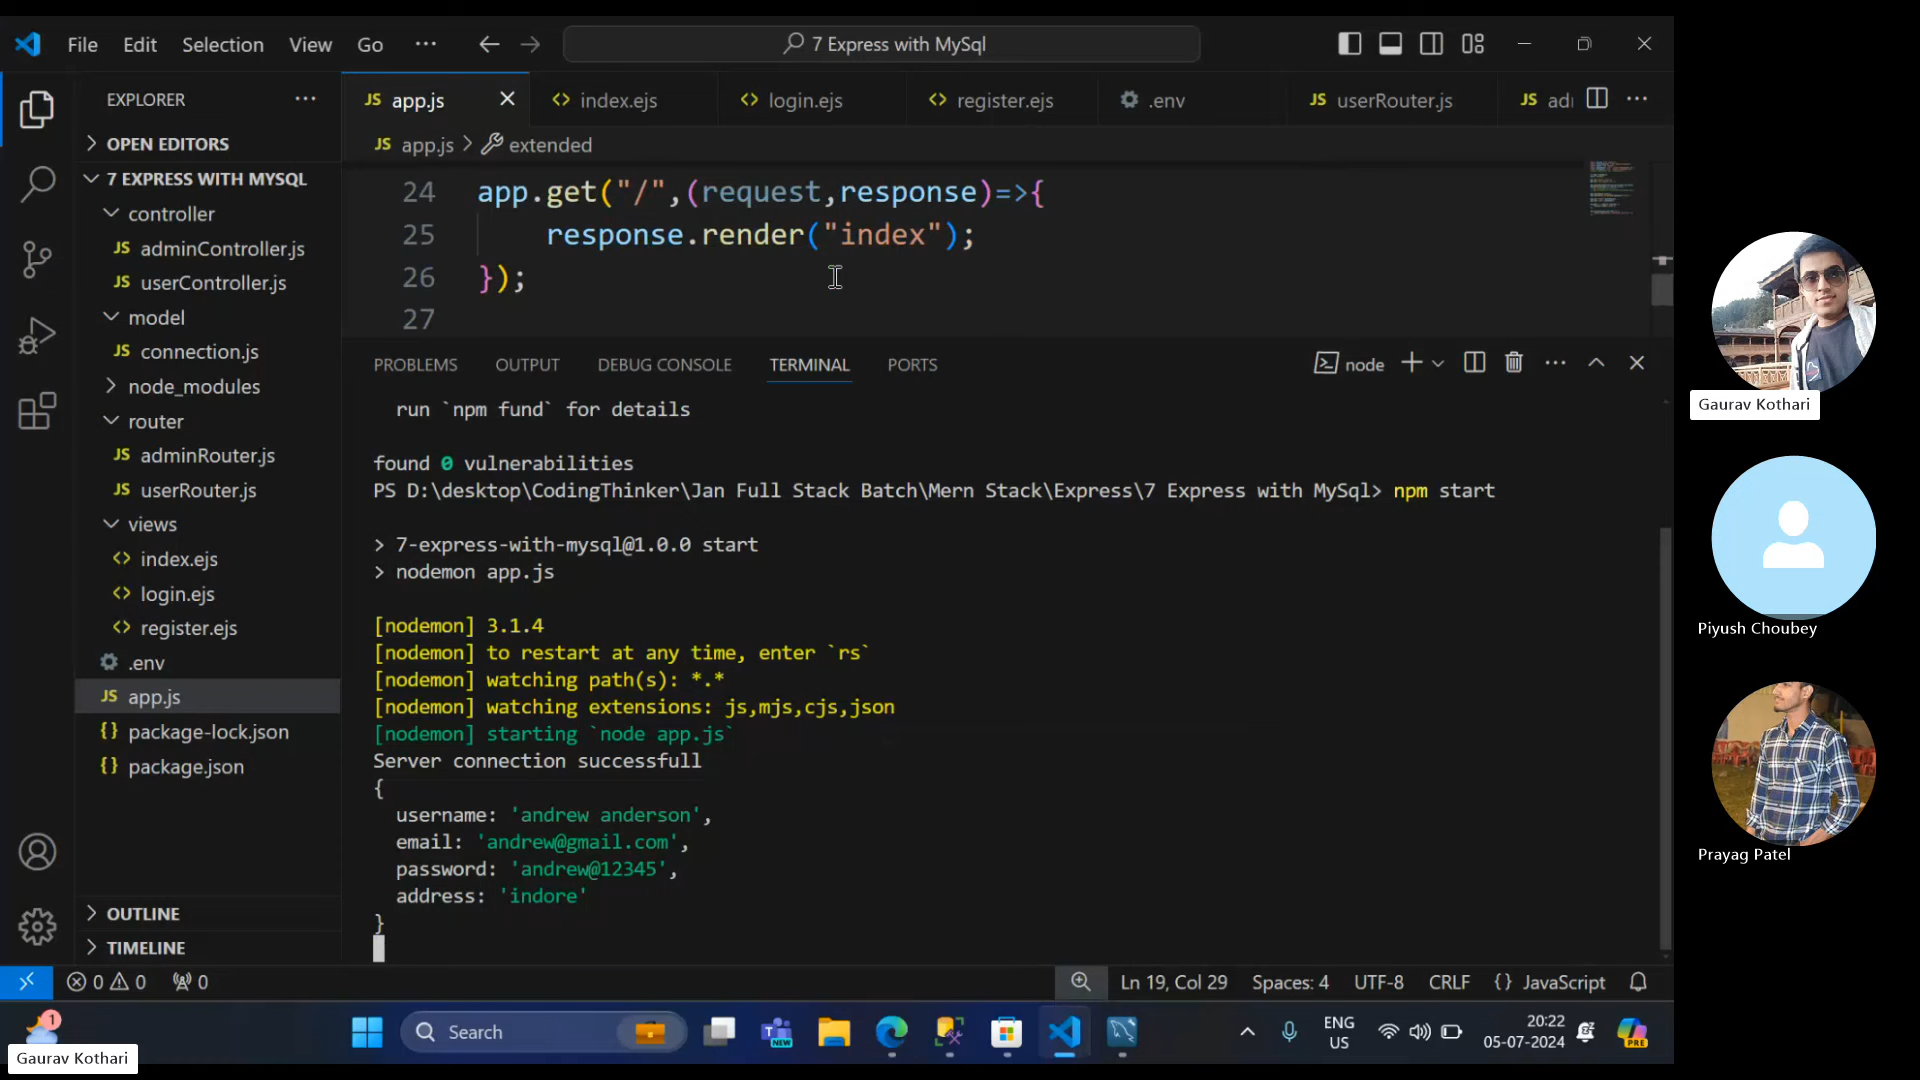 File Edit Selection View Go ··· 7 Express with MySql
EXPLORER ···
JS app.js index.ejs login.ejs register.ejs .env JS userRouter.js JS adı ···
OPEN EDITORS
JS app.js > extended
7 EXPRESS WITH MYSQL
controller
JS adminController.js
JS userController.js
model
JS connection.js
node_modules
router
JS adminRouter.js
JS userRouter.js
views
<> index.ejs
<> login.ejs
<> register.ejs
.env
JS app.js
{} package-lock.json
{} package.json
OUTLINE
TIMELINE
24 app.get("/",(request,response)=>{
25 response.render("index");
26 });
27
PROBLEMS OUTPUT DEBUG CONSOLE TERMINAL PORTS node
run `npm fund` for details
found 0 vulnerabilities
PS D:\desktop\CodingThinker\Jan Full Stack Batch\Mern Stack\Express\7 Express with MySql> npm start
> 7-express-with-mysql@1.0.0 start
> nodemon app.js
[nodemon] 3.1.4
[nodemon] to restart at any time, enter `rs`
[nodemon] watching path(s): *.*
[nodemon] watching extensions: js,mjs,cjs,json
[nodemon] starting `node app.js`
Server connection successfull
{
username: 'andrew anderson',
email: 'andrew@gmail.com',
password: 'andrew@12345',
address: 'indore'
}
0 0 0 Ln 19, Col 29 Spaces: 4 UTF-8 CRLF {} JavaScript
1 Search NEW ENG US 20:22 05-07-2024 PRE
Gaurav Kothari
Gaurav Kothari
Piyush Choubey
Prayag Patel